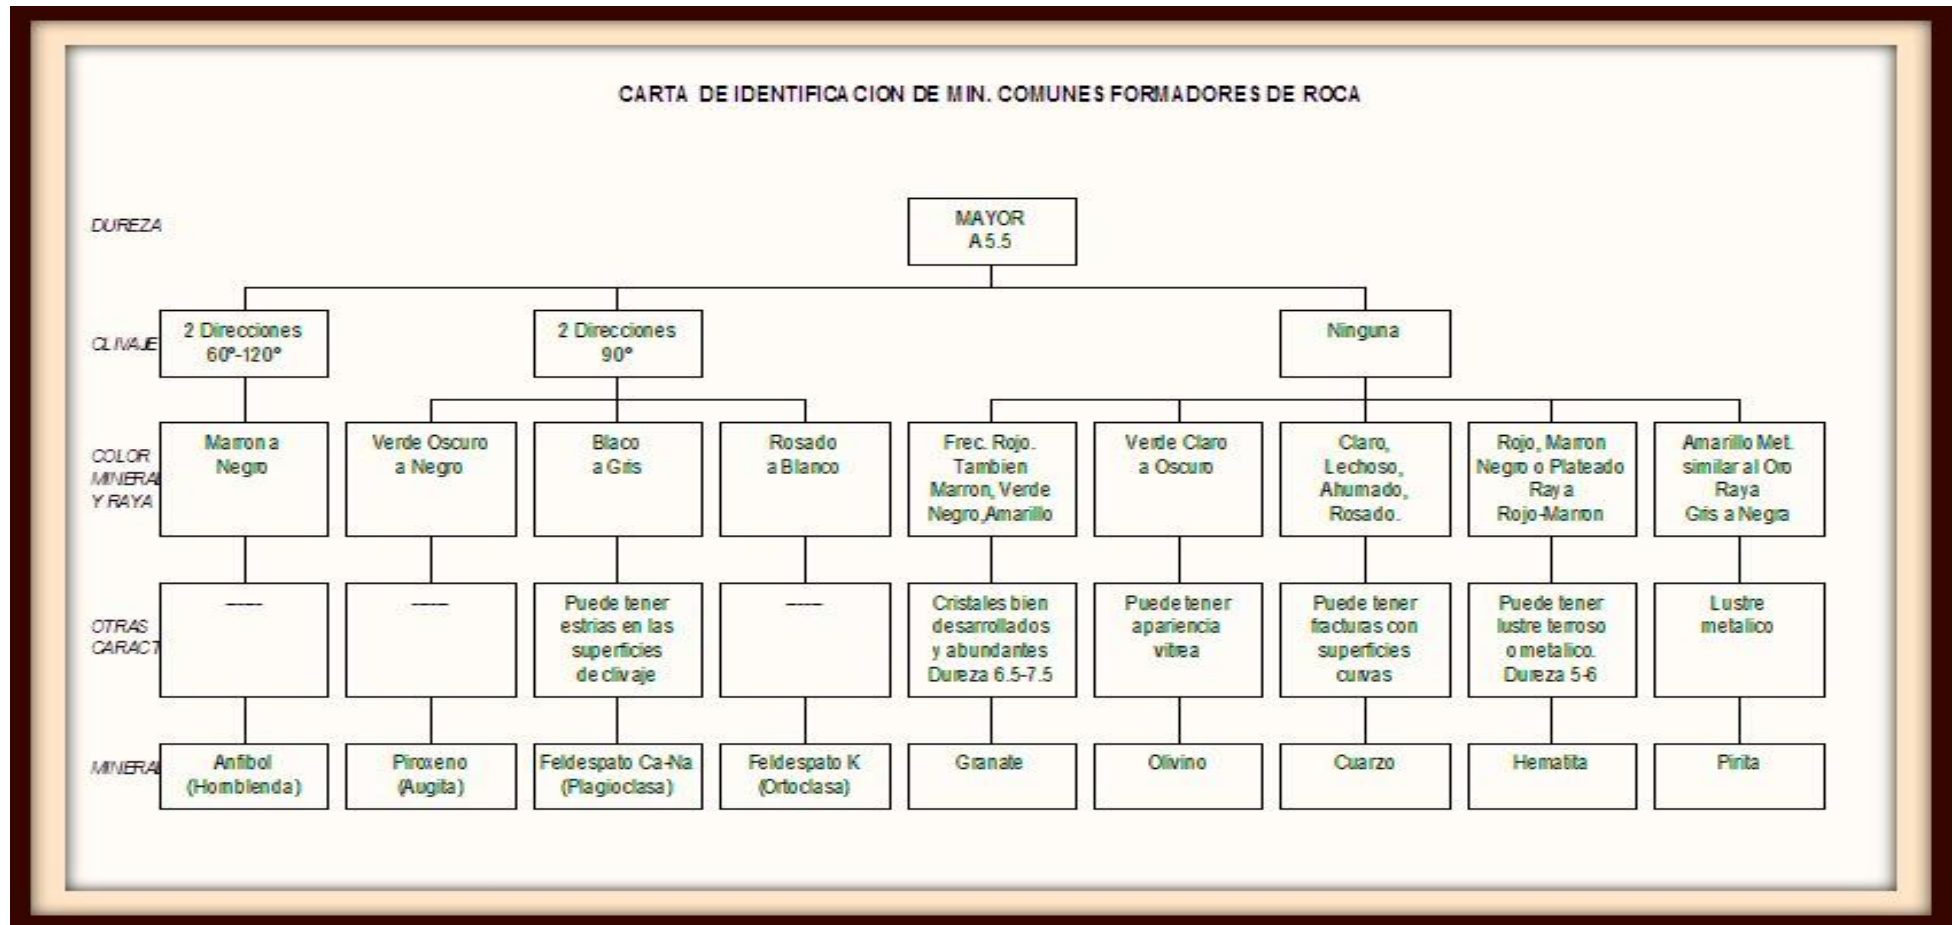 CARTA DE IDENTIFICACION DE MIN. COMUNES FORMADORES DE ROCA
DUREZA
MAYOR
A 5.5
CLIVAJE
2 Direcciones
60º-120º
2 Direcciones
90º
Ninguna
COLOR
MINERAL
Y RAYA
Marron a
Negro
Verde Oscuro
a Negro
Blaco
a Gris
Rosado
a Blanco
Frec. Rojo.
Tambien
Marron, Verde
Negro,Amarillo
Verde Claro
a Oscuro
Claro,
Lechoso,
Ahumado,
Rosado.
Rojo, Marron
Negro o Plateado
Raya
Rojo-Marron
Amarillo Met.
similar al Oro
Raya
Gris a Negra
OTRAS
CARACT
-----
-----
Puede tener
estrias en las
superficies
de clivaje
-----
Cristales bien
desarrollados
y abundantes
Dureza 6.5-7.5
Puede tener
apariencia
vitrea
Puede tener
fracturas con
superficies
curvas
Puede tener
lustre terroso
o metalico.
Dureza 5-6
Lustre
metalico
MINERAL
Anfibol
(Hornblenda)
Piroxeno
(Augita)
Feldespato Ca-Na
(Plagioclasa)
Feldespato K
(Ortoclasa)
Granate
Olivino
Cuarzo
Hematita
Pirita